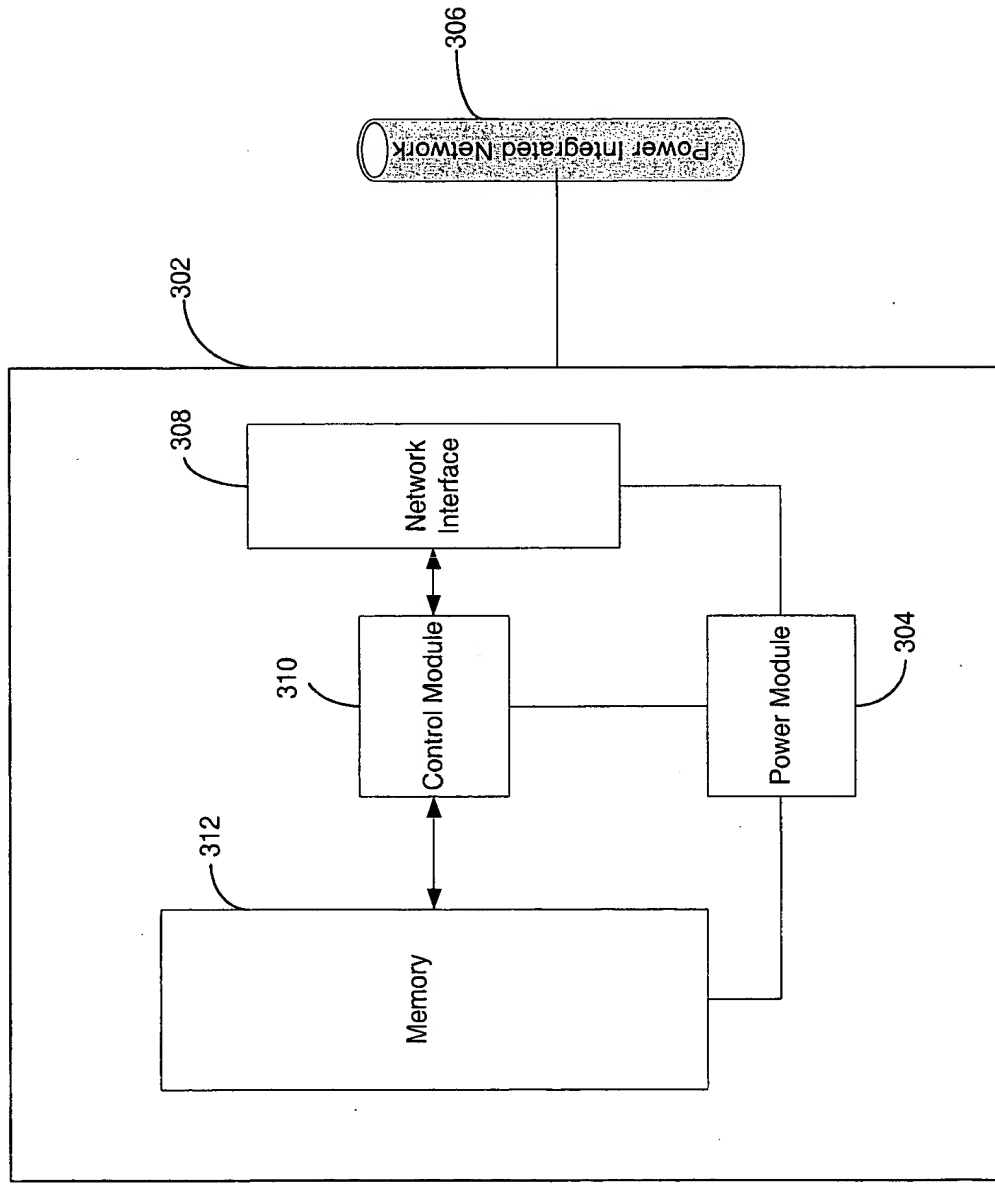 306
302
308
Network
Interface
Power Integrated Network
310
Control Module
304
Power Module
312
Memory